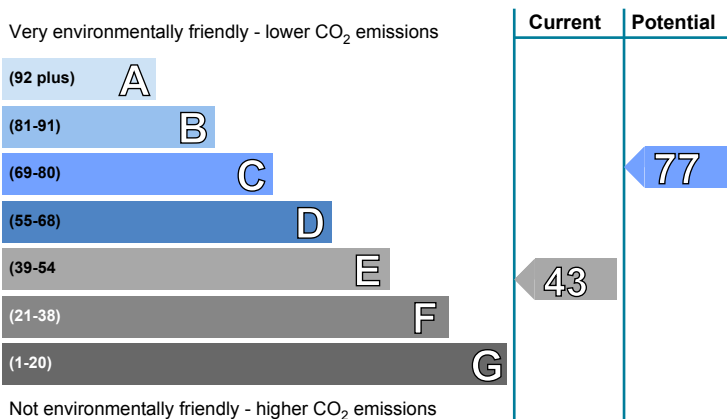 Current Potential
Very environmentally friendly - lower CO2 emissions
(92 plus) A
(81-91) B
(69-80) C 77
(55-68) D
(39-54 E 43
(21-38) F
(1-20) G
Not environmentally friendly - higher CO2 emissions